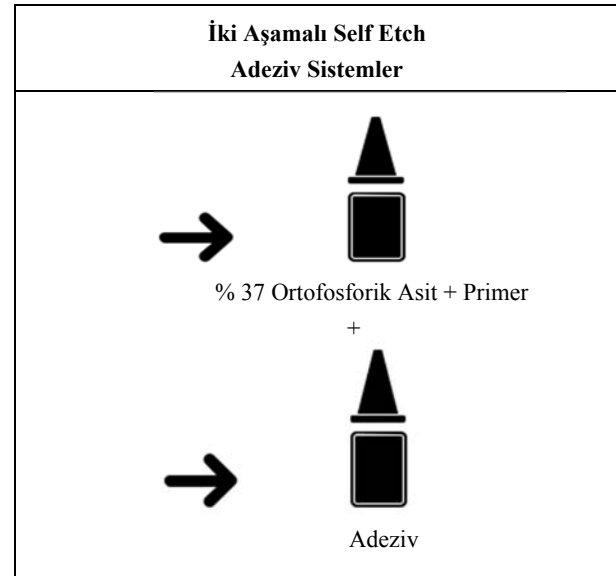 İki Aşamalı Self Etch
Adeziv Sistemler
% 37 Ortofosforik Asit + Primer
+
Adeziv